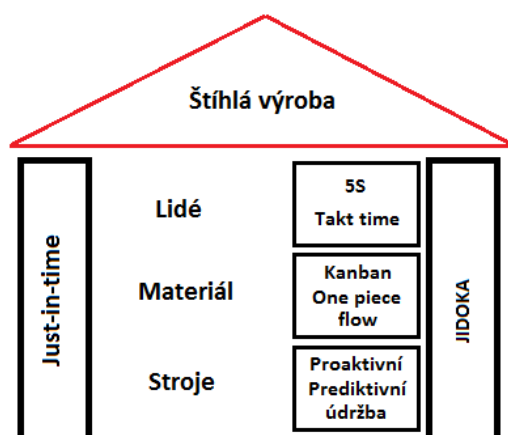 Štíhlá výroba
Just-in-time
Lidé
5S
Takt time
Materiál
Kanban
One piece
flow
Stroje
Proaktivní
Prediktivní
údržba
JIDOKA